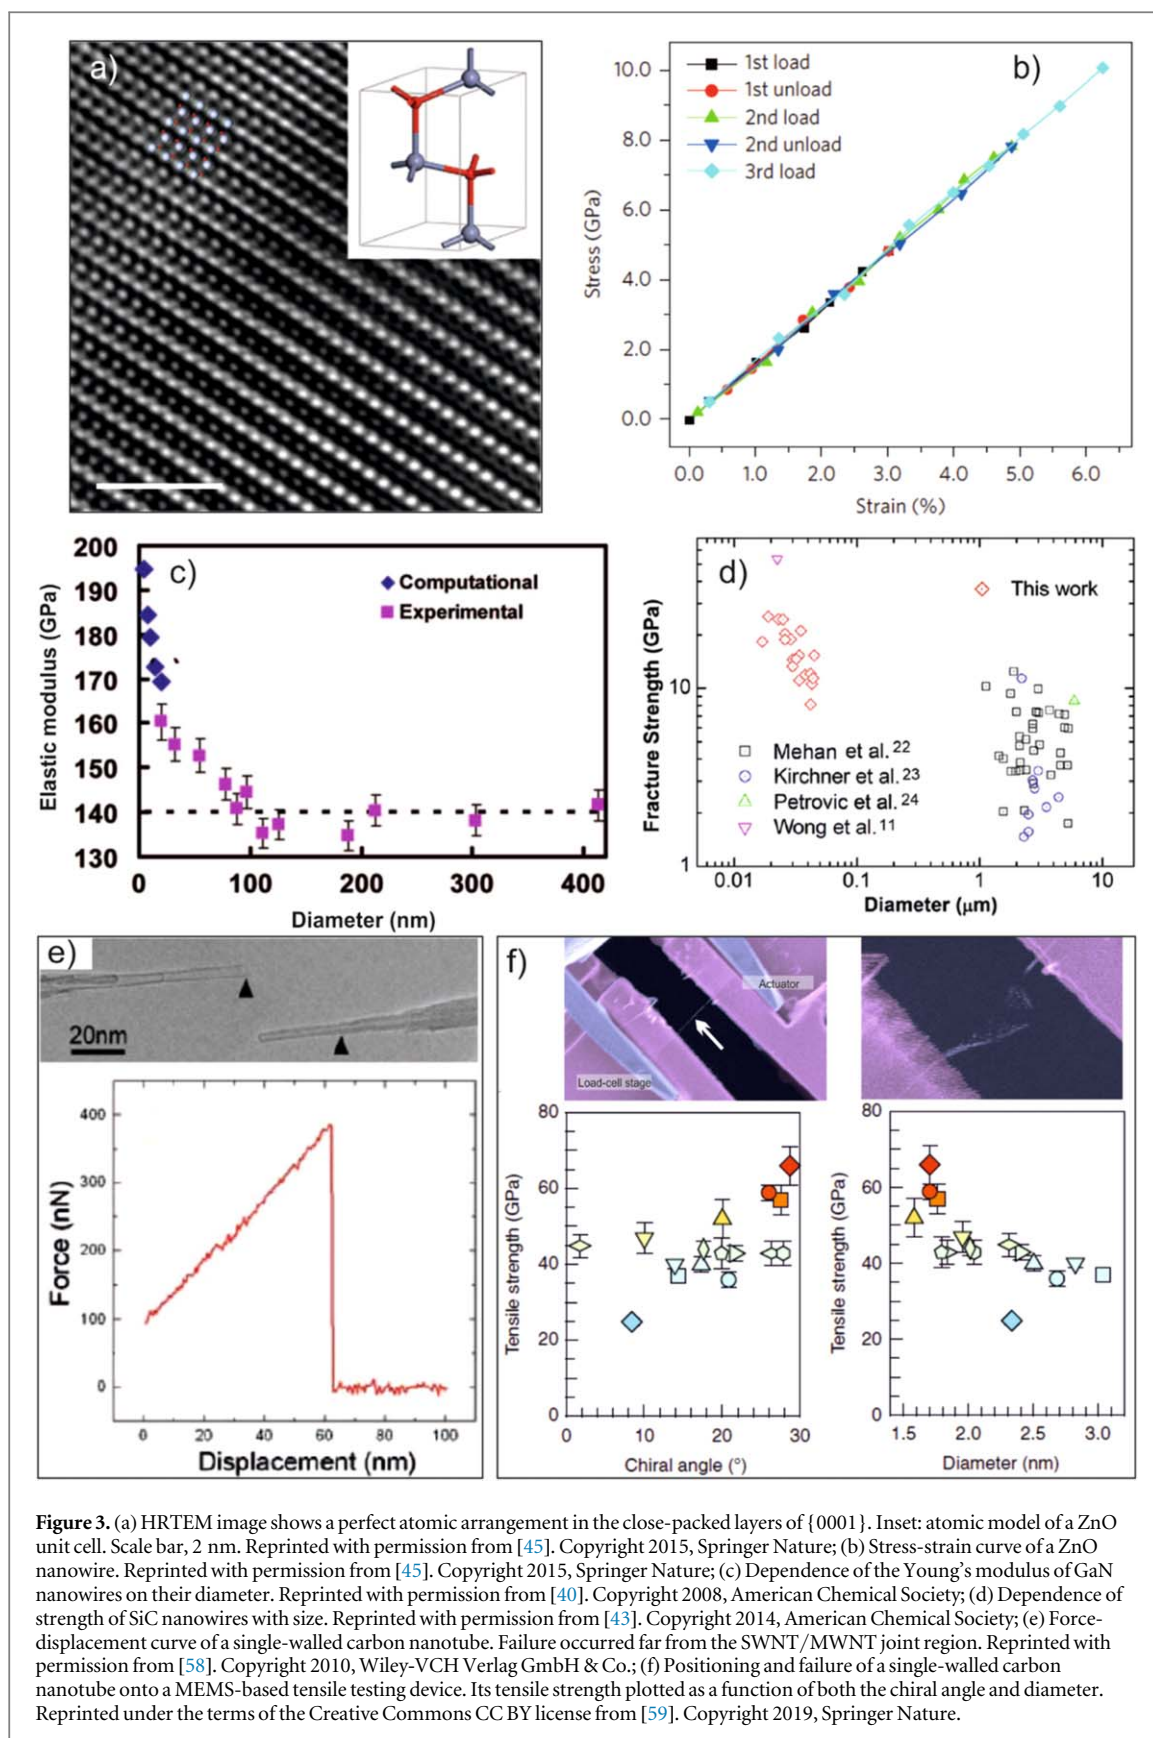 a)
b)
1st load
1st unload
2nd load
2nd unload
3rd load
10.0
8.0
6.0
4.0
2.0
0.0
Stress (GPa)
0.0 1.0 2.0 3.0 4.0 5.0 6.0
Strain (%)
c)
Computational
Experimental
200
190
180
170
160
150
140
130
Elastic modulus (GPa)
0 100 200 300 400
Diameter (nm)
d)
This work
Mehan et al.22
Kirchner et al.23
Petrovic et al.24
Wong et al.11
10
1
Fracture Strength (GPa)
0.01 0.1 1 10
Diameter (μm)
e)
20nm
400
300
200
100
0
Force (nN)
0 20 40 60 80 100
Displacement (nm)
f)
Actuator
Load-cell stage
80
60
40
20
0
Tensile strength (GPa)
0 10 20 30
Chiral angle (°)
80
60
40
20
0
Tensile strength (GPa)
1.5 2.0 2.5 3.0
Diameter (nm)
Figure 3. (a) HRTEM image shows a perfect atomic arrangement in the close-packed layers of {0001}. Inset: atomic model of a ZnO
unit cell. Scale bar, 2 nm. Reprinted with permission from [45]. Copyright 2015, Springer Nature; (b) Stress-strain curve of a ZnO
nanowire. Reprinted with permission from [45]. Copyright 2015, Springer Nature; (c) Dependence of the Young's modulus of GaN
nanowires on their diameter. Reprinted with permission from [40]. Copyright 2008, American Chemical Society; (d) Dependence of
strength of SiC nanowires with size. Reprinted with permission from [43]. Copyright 2014, American Chemical Society; (e) Force-
displacement curve of a single-walled carbon nanotube. Failure occurred far from the SWNT/MWNT joint region. Reprinted with
permission from [58]. Copyright 2010, Wiley-VCH Verlag GmbH & Co.; (f) Positioning and failure of a single-walled carbon
nanotube onto a MEMS-based tensile testing device. Its tensile strength plotted as a function of both the chiral angle and diameter.
Reprinted under the terms of the Creative Commons CC BY license from [59]. Copyright 2019, Springer Nature.